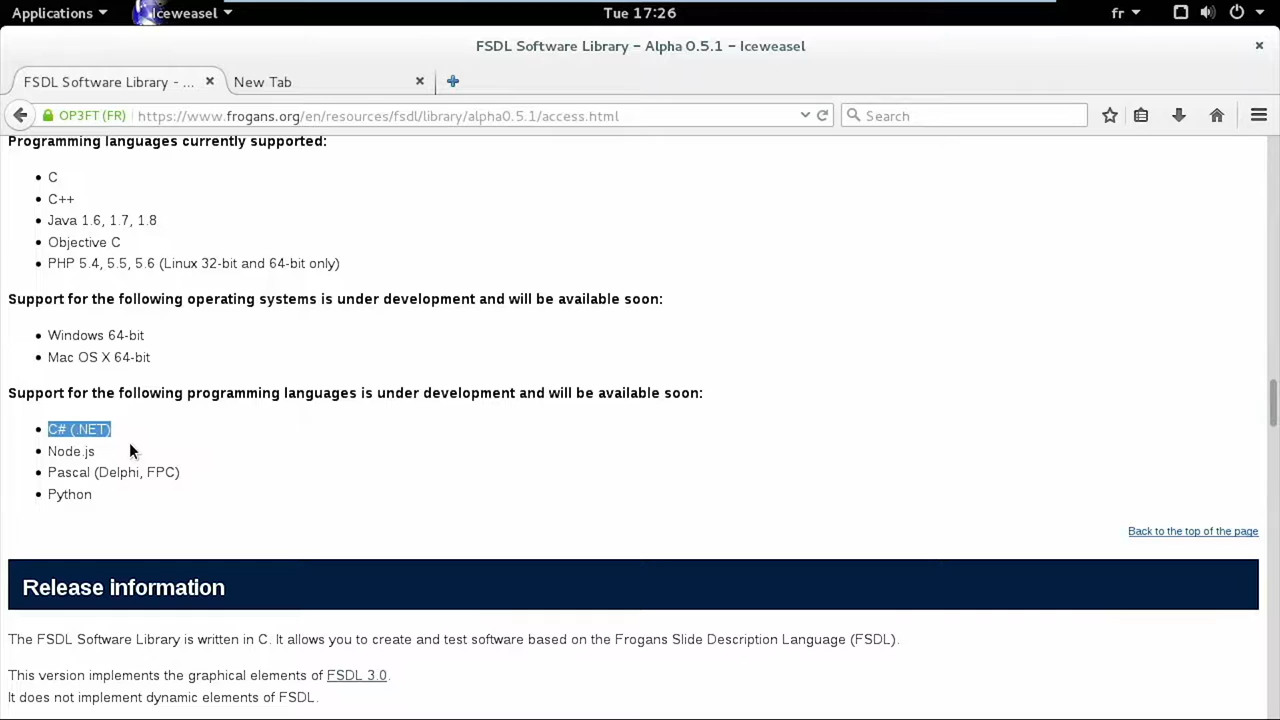 Applications Iceweasel Tue 17:26 fr
FSDL Software Library – Alpha 0.5.1 – Iceweasel
FSDL Software Library - ... New Tab
OP3FT (FR) https://www.frogans.org/en/resources/fsdl/library/alpha0.5.1/access.html Search
Programming languages currently supported:
• C
• C++
• Java 1.6, 1.7, 1.8
• Objective C
• PHP 5.4, 5.5, 5.6 (Linux 32-bit and 64-bit only)
Support for the following operating systems is under development and will be available soon:
• Windows 64-bit
• Mac OS X 64-bit
Support for the following programming languages is under development and will be available soon:
• C# (.NET)
• Node.js
• Pascal (Delphi, FPC)
• Python
Back to the top of the page
Release information
The FSDL Software Library is written in C. It allows you to create and test software based on the Frogans Slide Description Language (FSDL).
This version implements the graphical elements of FSDL 3.0.
It does not implement dynamic elements of FSDL.